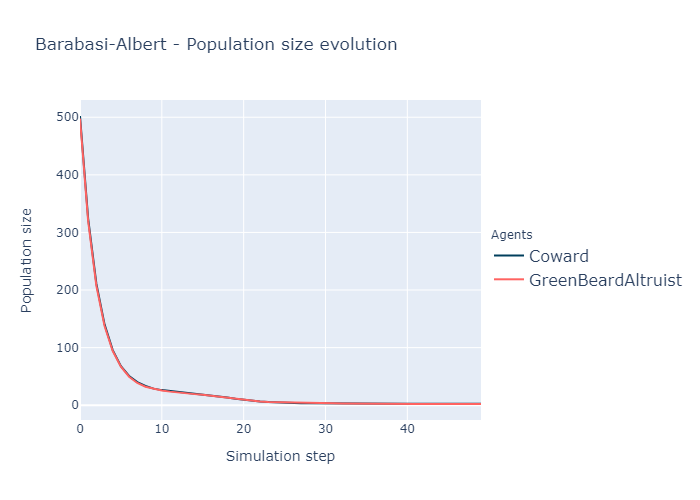 Barabasi-Albert - Population size evolution
Population size
500
400
300
200
100
0
0 10 20 30 40
Simulation step
Agents
Coward
GreenBeardAltruist